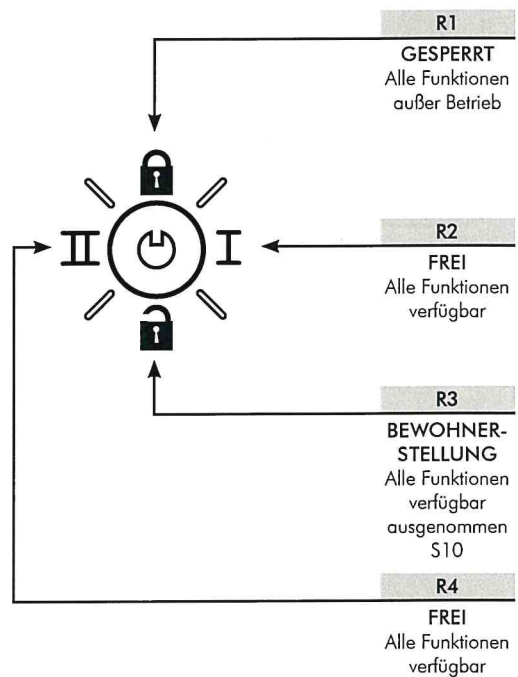 R1
GESPERRT
Alle Funktionen
außer Betrieb
II
I
R2
FREI
Alle Funktionen
verfügbar
R3
BEWOHNER-
STELLUNG
Alle Funktionen
verfügbar
ausgenommen
S10
R4
FREI
Alle Funktionen
verfügbar